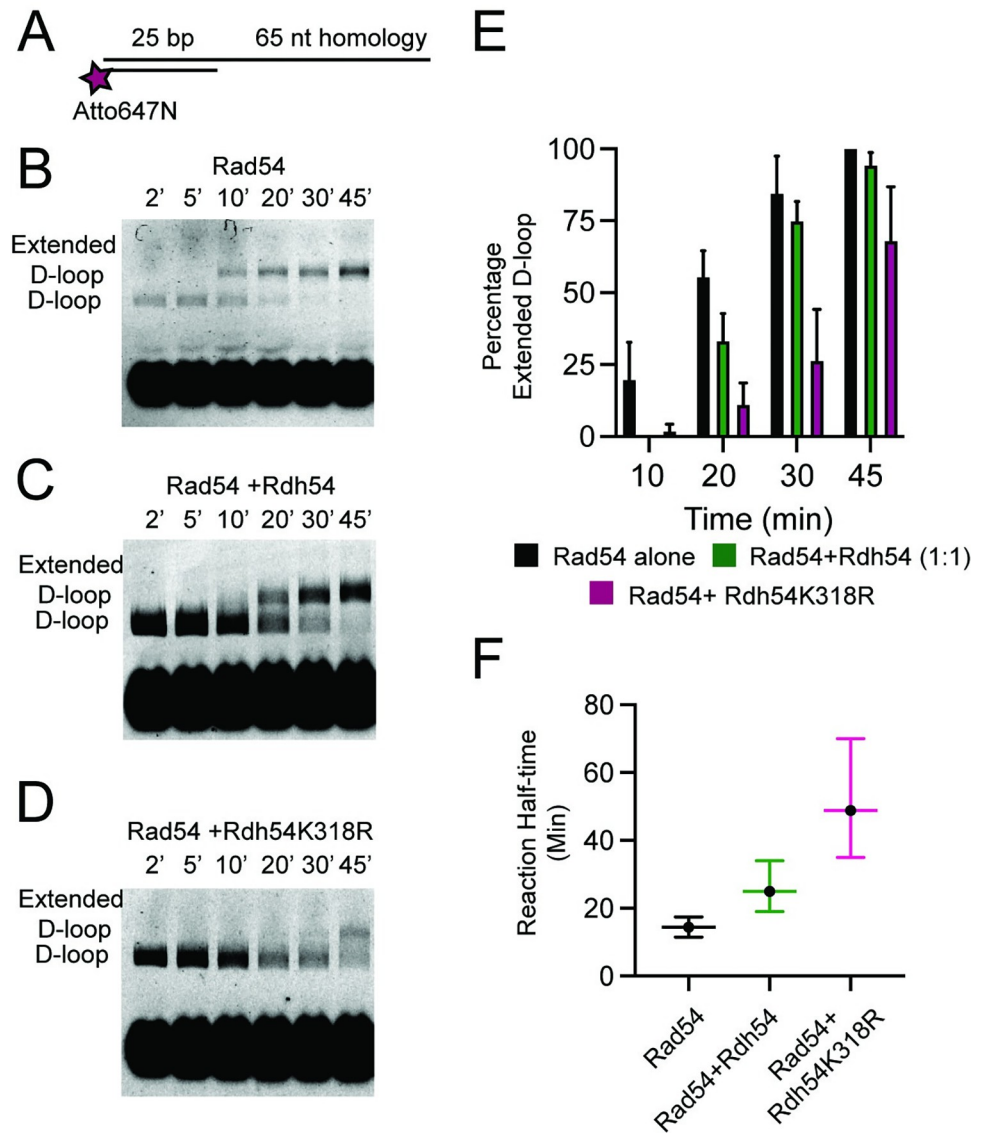 A
25 bp
65 nt homology
Atto647N
B
Rad54
2' 5' 10' 20' 30' 45'
Extended
D-loop
D-loop
C
Rad54 +Rdh54
2' 5' 10' 20' 30' 45'
Extended
D-loop
D-loop
D
Rad54 +Rdh54K318R
2' 5' 10' 20' 30' 45'
Extended
D-loop
D-loop
E
Percentage
Extended D-loop
100
75
50
25
0
10 20 30 45
Time (min)
Rad54 alone
Rad54+Rdh54 (1:1)
Rad54+ Rdh54K318R
F
Reaction Half-time
(Min)
80
60
40
20
0
Rad54
Rad54+Rdh54
Rad54+
Rdh54K318R